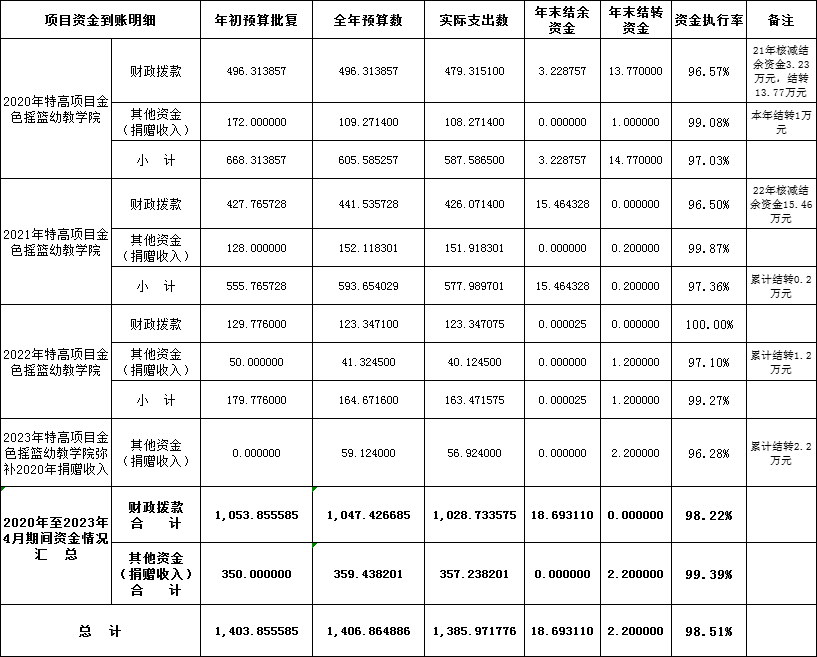 项目资金到账明细 年初预算批复 全年预算数 实际支出数 年末结余资金 年末结转资金 资金执行率 备注
2020年特高项目金色摇篮幼教学院
财政拨款 496.313857 496.313857 479.315100 3.228757 13.770000 96.57% 21年核减结余资金3.23万元，结转13.77万元
其他资金（捐赠收入） 172.000000 109.271400 108.271400 0.000000 1.000000 99.08% 本年结转1万元
小 计 668.313857 605.585257 587.586500 3.228757 14.770000 97.03%
2021年特高项目金色摇篮幼教学院
财政拨款 427.765728 441.535728 426.071400 15.464328 0.000000 96.50% 22年核减结余资金15.46万元
其他资金（捐赠收入） 128.000000 152.118301 151.918301 0.000000 0.200000 99.87%
小 计 555.765728 593.654029 577.989701 15.464328 0.200000 97.36% 累计结转0.2万元
2022年特高项目金色摇篮幼教学院
财政拨款 129.776000 123.347100 123.347075 0.000025 0.000000 100.00%
其他资金（捐赠收入） 50.000000 41.324500 40.124500 0.000000 1.200000 97.10% 累计结转1.2万元
小 计 179.776000 164.671600 163.471575 0.000025 1.200000 99.27%
2023年特高项目金色摇篮幼教学院弥补2020年捐赠收入
其他资金（捐赠收入） 0.000000 59.124000 56.924000 0.000000 2.200000 96.28% 累计结转2.2万元
2020年至2023年4月期间资金情况汇 总
财政拨款合 计 1,053.855585 1,047.426685 1,028.733575 18.693110 0.000000 98.22%
其他资金（捐赠收入）合 计 350.000000 359.438201 357.238201 0.000000 2.200000 99.39%
总 计 1,403.855585 1,406.864886 1,385.971776 18.693110 2.200000 98.51%